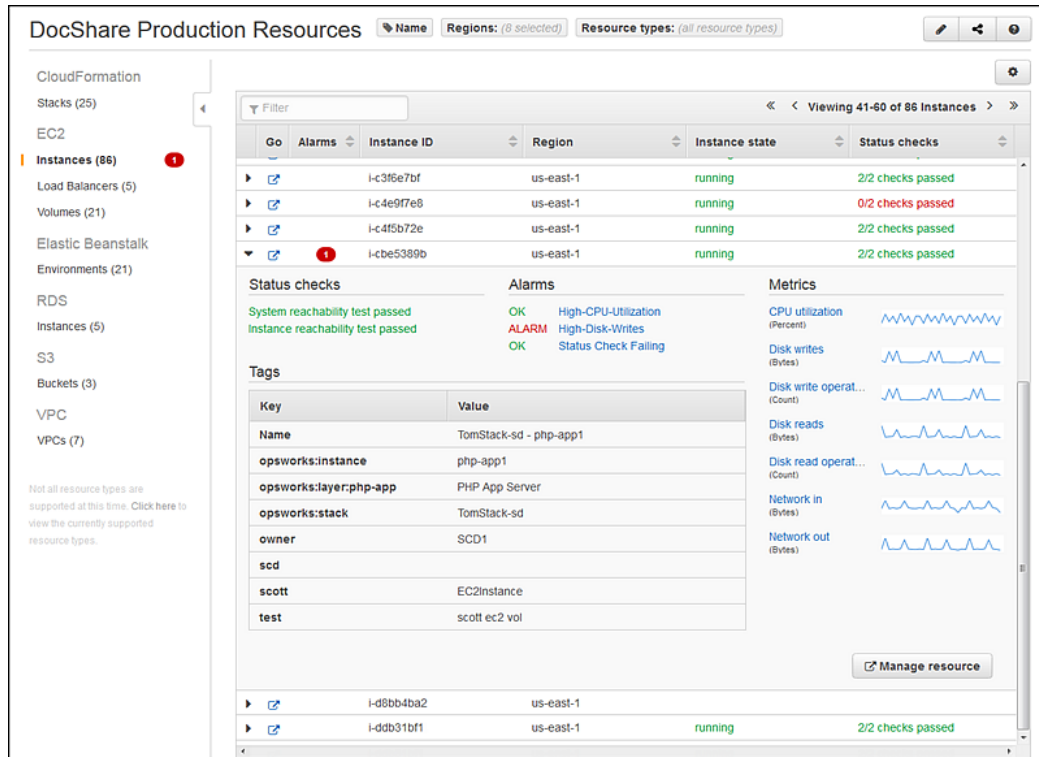 DocShare Production Resources Name Regions: (8 selected) Resource types: (all resource types)
CloudFormation
Stacks (25)
EC2
Instances (86) 1
Load Balancers (5)
Volumes (21)
Elastic Beanstalk
Environments (21)
RDS
Instances (5)
S3
Buckets (3)
VPC
VPCs (7)
Not all resource types are
supported at this time. Click here to
view the currently supported
resource types.
Filter « < Viewing 41-60 of 86 Instances > »
Go Alarms Instance ID Region Instance state Status checks
i-c3f6e7bf us-east-1 running 2/2 checks passed
i-c4e9f7e8 us-east-1 running 0/2 checks passed
i-c4f5b72e us-east-1 running 2/2 checks passed
1 i-cbe5389b us-east-1 running 2/2 checks passed
Status checks
System reachability test passed
Instance reachability test passed
Alarms
OK High-CPU-Utilization
ALARM High-Disk-Writes
OK Status Check Failing
Tags
Key Value
Name TomStack-sd - php-app1
opsworks:instance php-app1
opsworks:layer:php-app PHP App Server
opsworks:stack TomStack-sd
owner SCD1
scd
scott EC2Instance
test scott ec2 vol
Metrics
CPU utilization
(Percent)
Disk writes
(Bytes)
Disk write operat...
(Count)
Disk reads
(Bytes)
Disk read operat...
(Count)
Network in
(Bytes)
Network out
(Bytes)
Manage resource
i-d8bb4ba2 us-east-1
i-ddb31bf1 us-east-1 running 2/2 checks passed